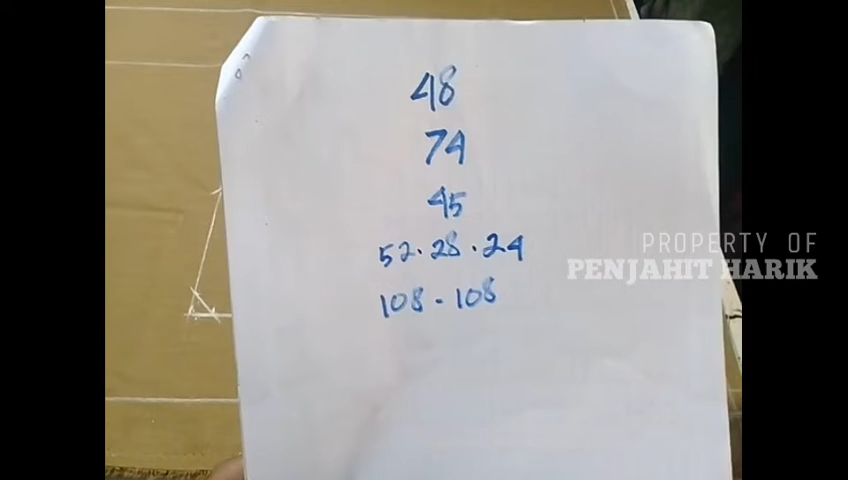 48
74
45
52.28.24
108-108
PROPERTY OF
PENJAHIT HARIK